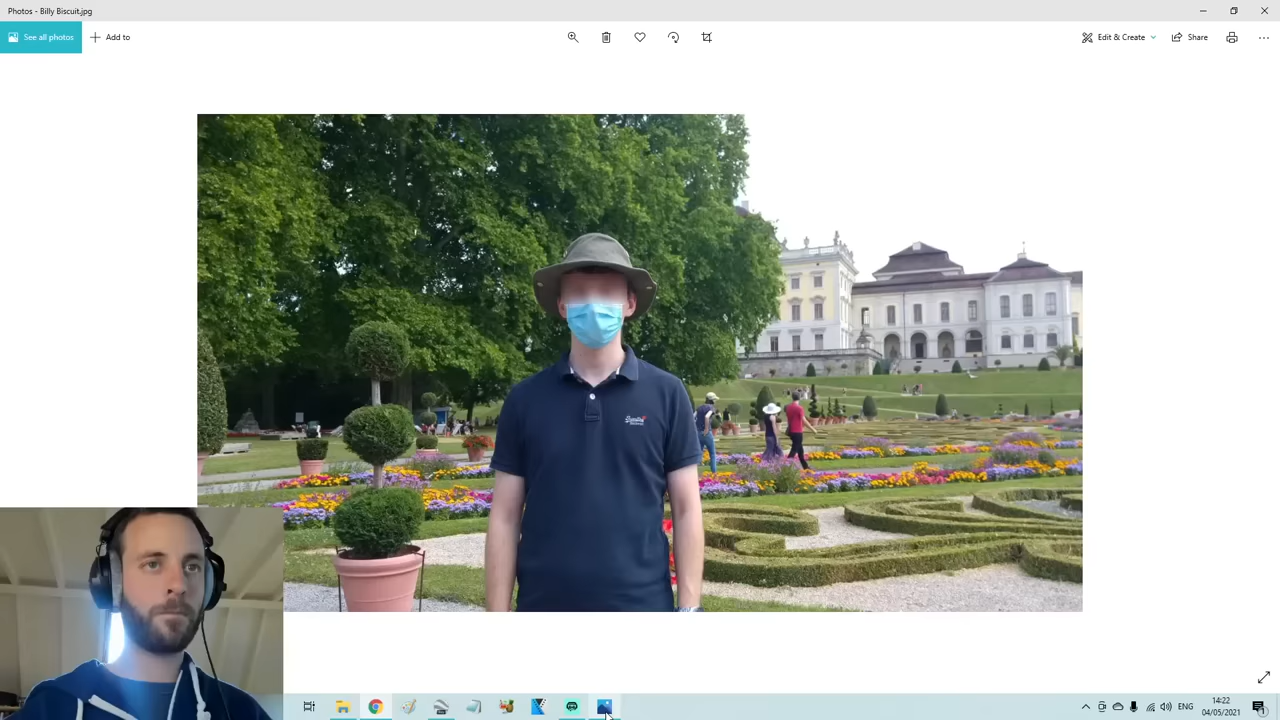 Photos - Billy Biscuit.jpg
See all photos
Add to
Edit & Create
Share
ENG
14:22
04/05/2021